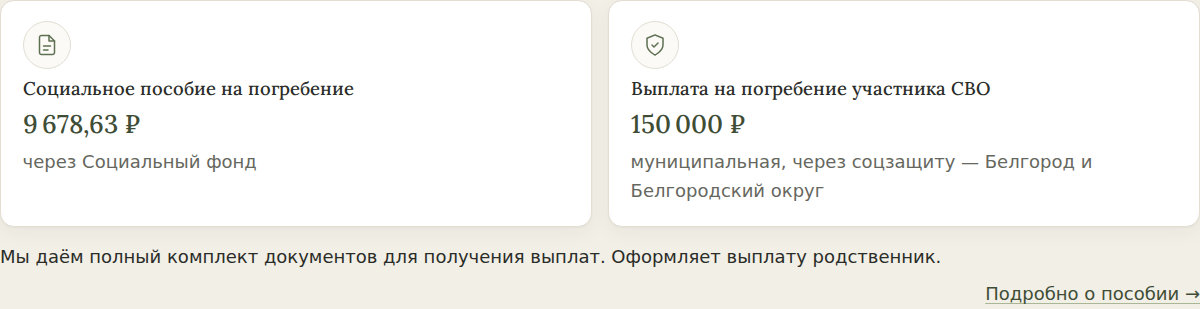 Социальное пособие на погребение
9 678,63 ₽
через Социальный фонд
Выплата на погребение участника СВО
150 000 ₽
муниципальная, через соцзащиту — Белгород и
Белгородский округ
Мы даём полный комплект документов для получения выплат. Оформляет выплату родственник.
Подробно о пособии →